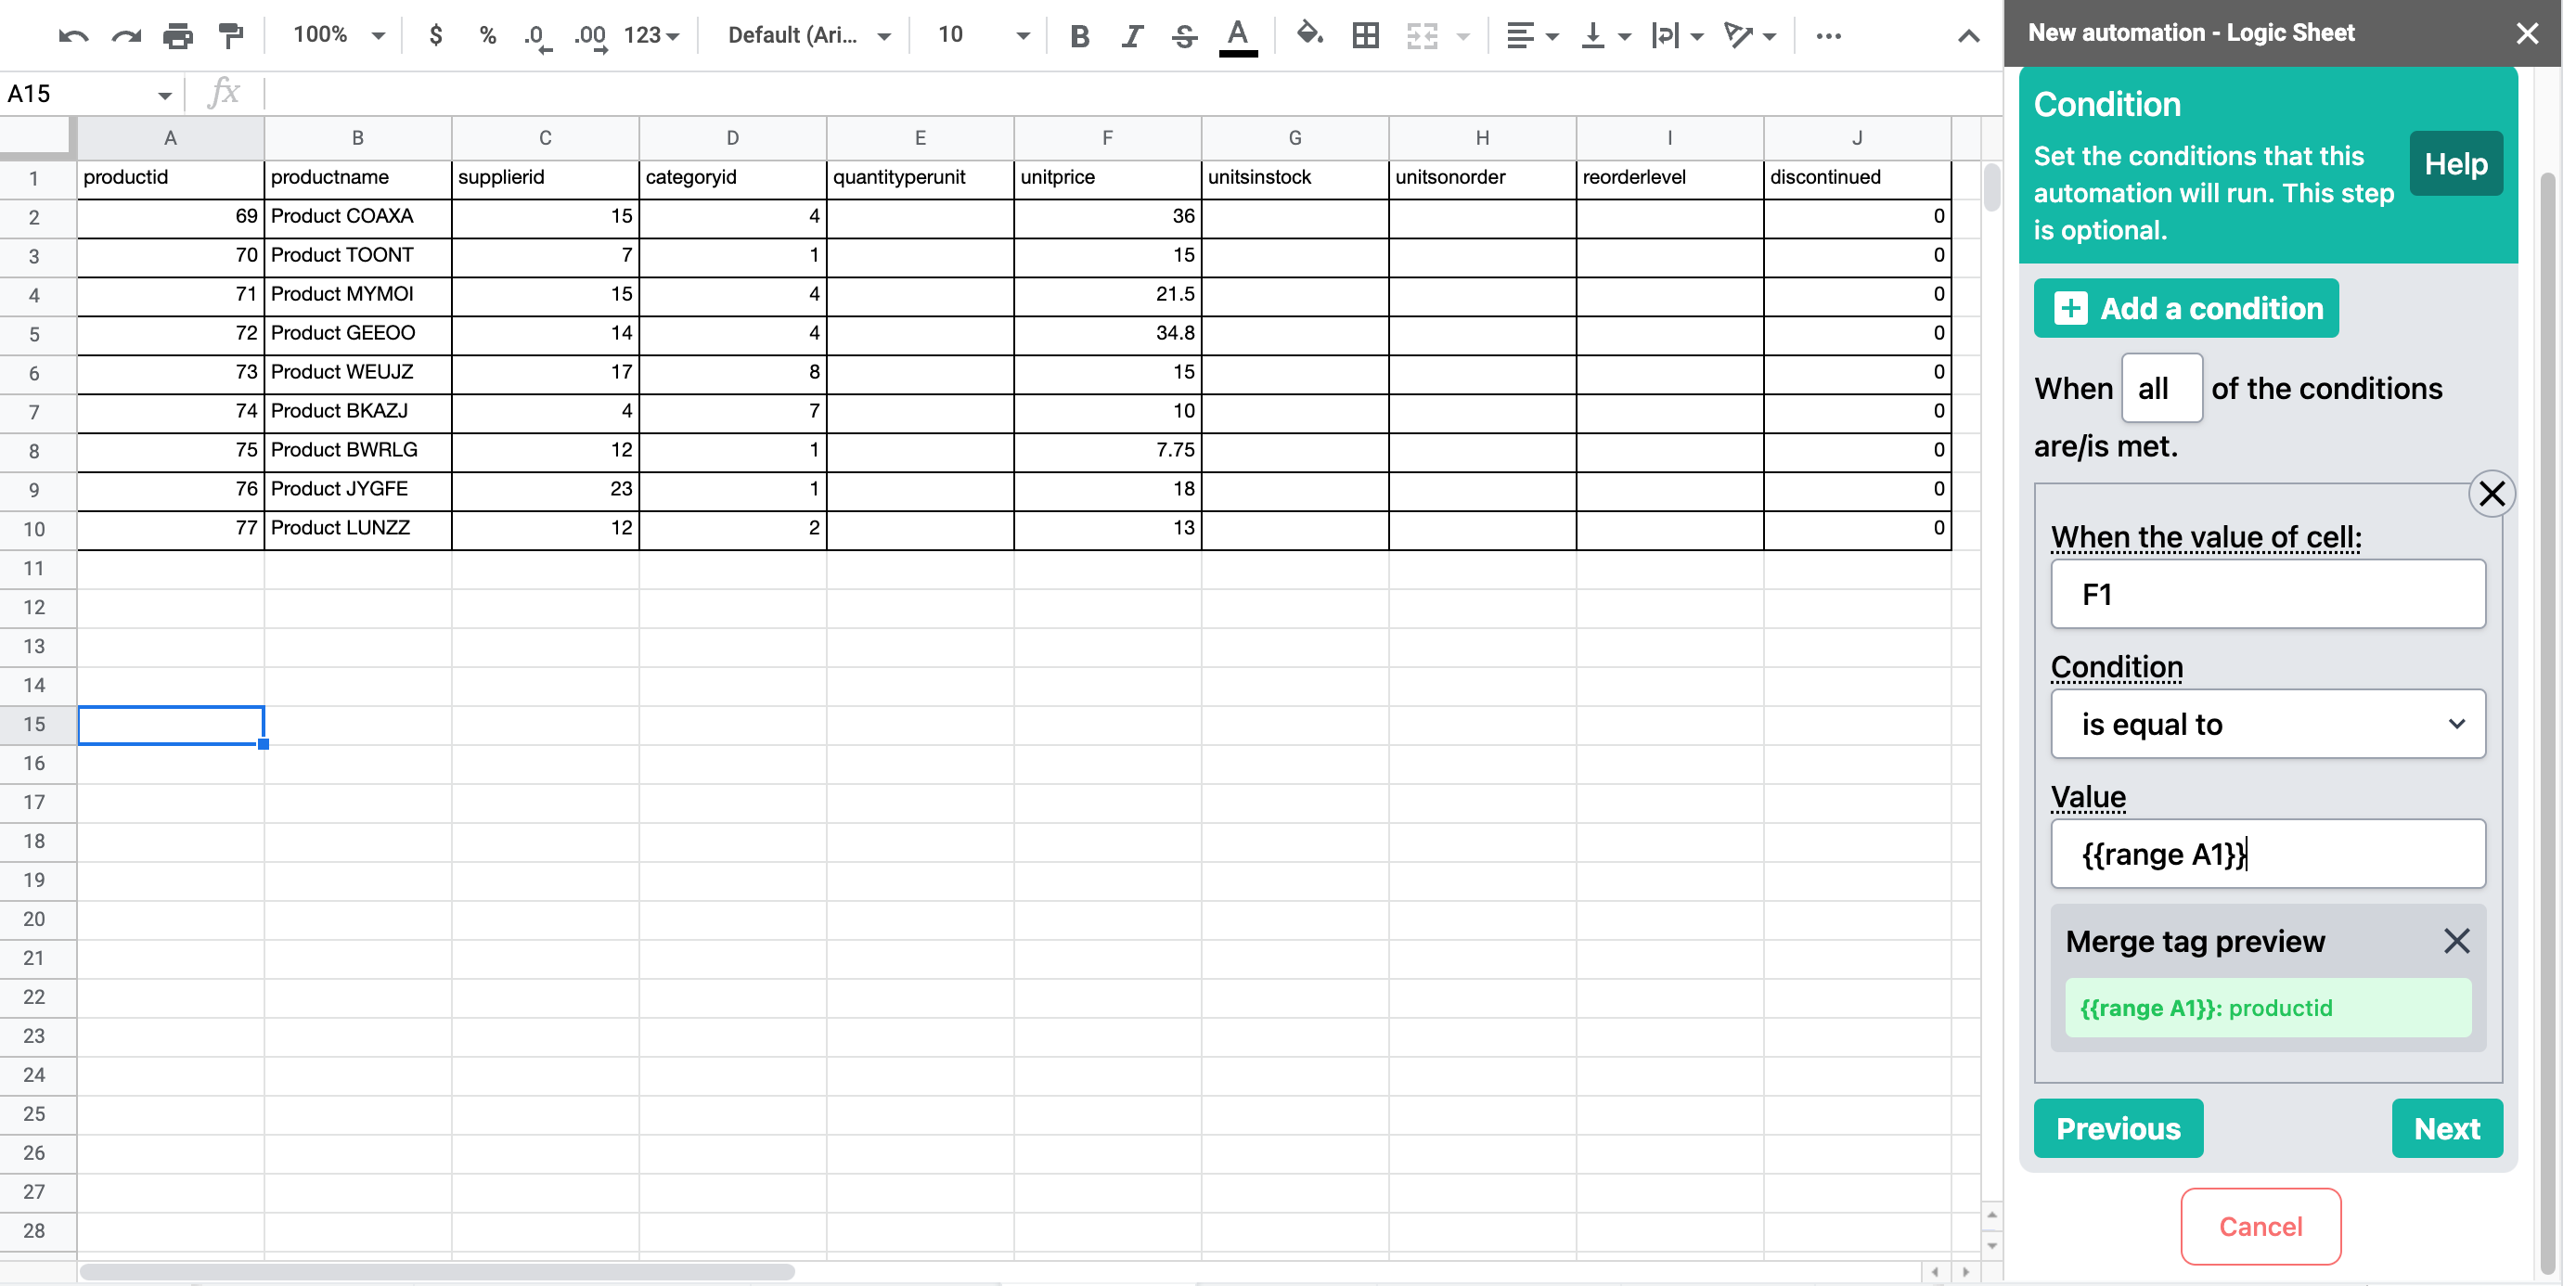 100% $ % .0 .00 123 Default (Ari... 10 B I S A
New automation - Logic Sheet
A15 fx
A B C D E F G H I J
1 productid productname supplierid categoryid quantityperunit unitprice unitsinstock unitsonorder reorderlevel discontinued
2 69 Product COAXA 15 4 36 0
3 70 Product TOONT 7 1 15 0
4 71 Product MYMOI 15 4 21.5 0
5 72 Product GEEOO 14 4 34.8 0
6 73 Product WEUJZ 17 8 15 0
7 74 Product BKAZJ 4 7 10 0
8 75 Product BWRLG 12 1 7.75 0
9 76 Product JYGFE 23 1 18 0
10 77 Product LUNZZ 12 2 13 0
11
12
13
14
15
16
17
18
19
20
21
22
23
24
25
26
27
28
Condition
Set the conditions that this
automation will run. This step
is optional.
Help
Add a condition
When all of the conditions
are/is met.
When the value of cell:
F1
Condition
is equal to
Value
{{range A1}}
Merge tag preview
{{range A1}}: productid
Previous
Next
Cancel